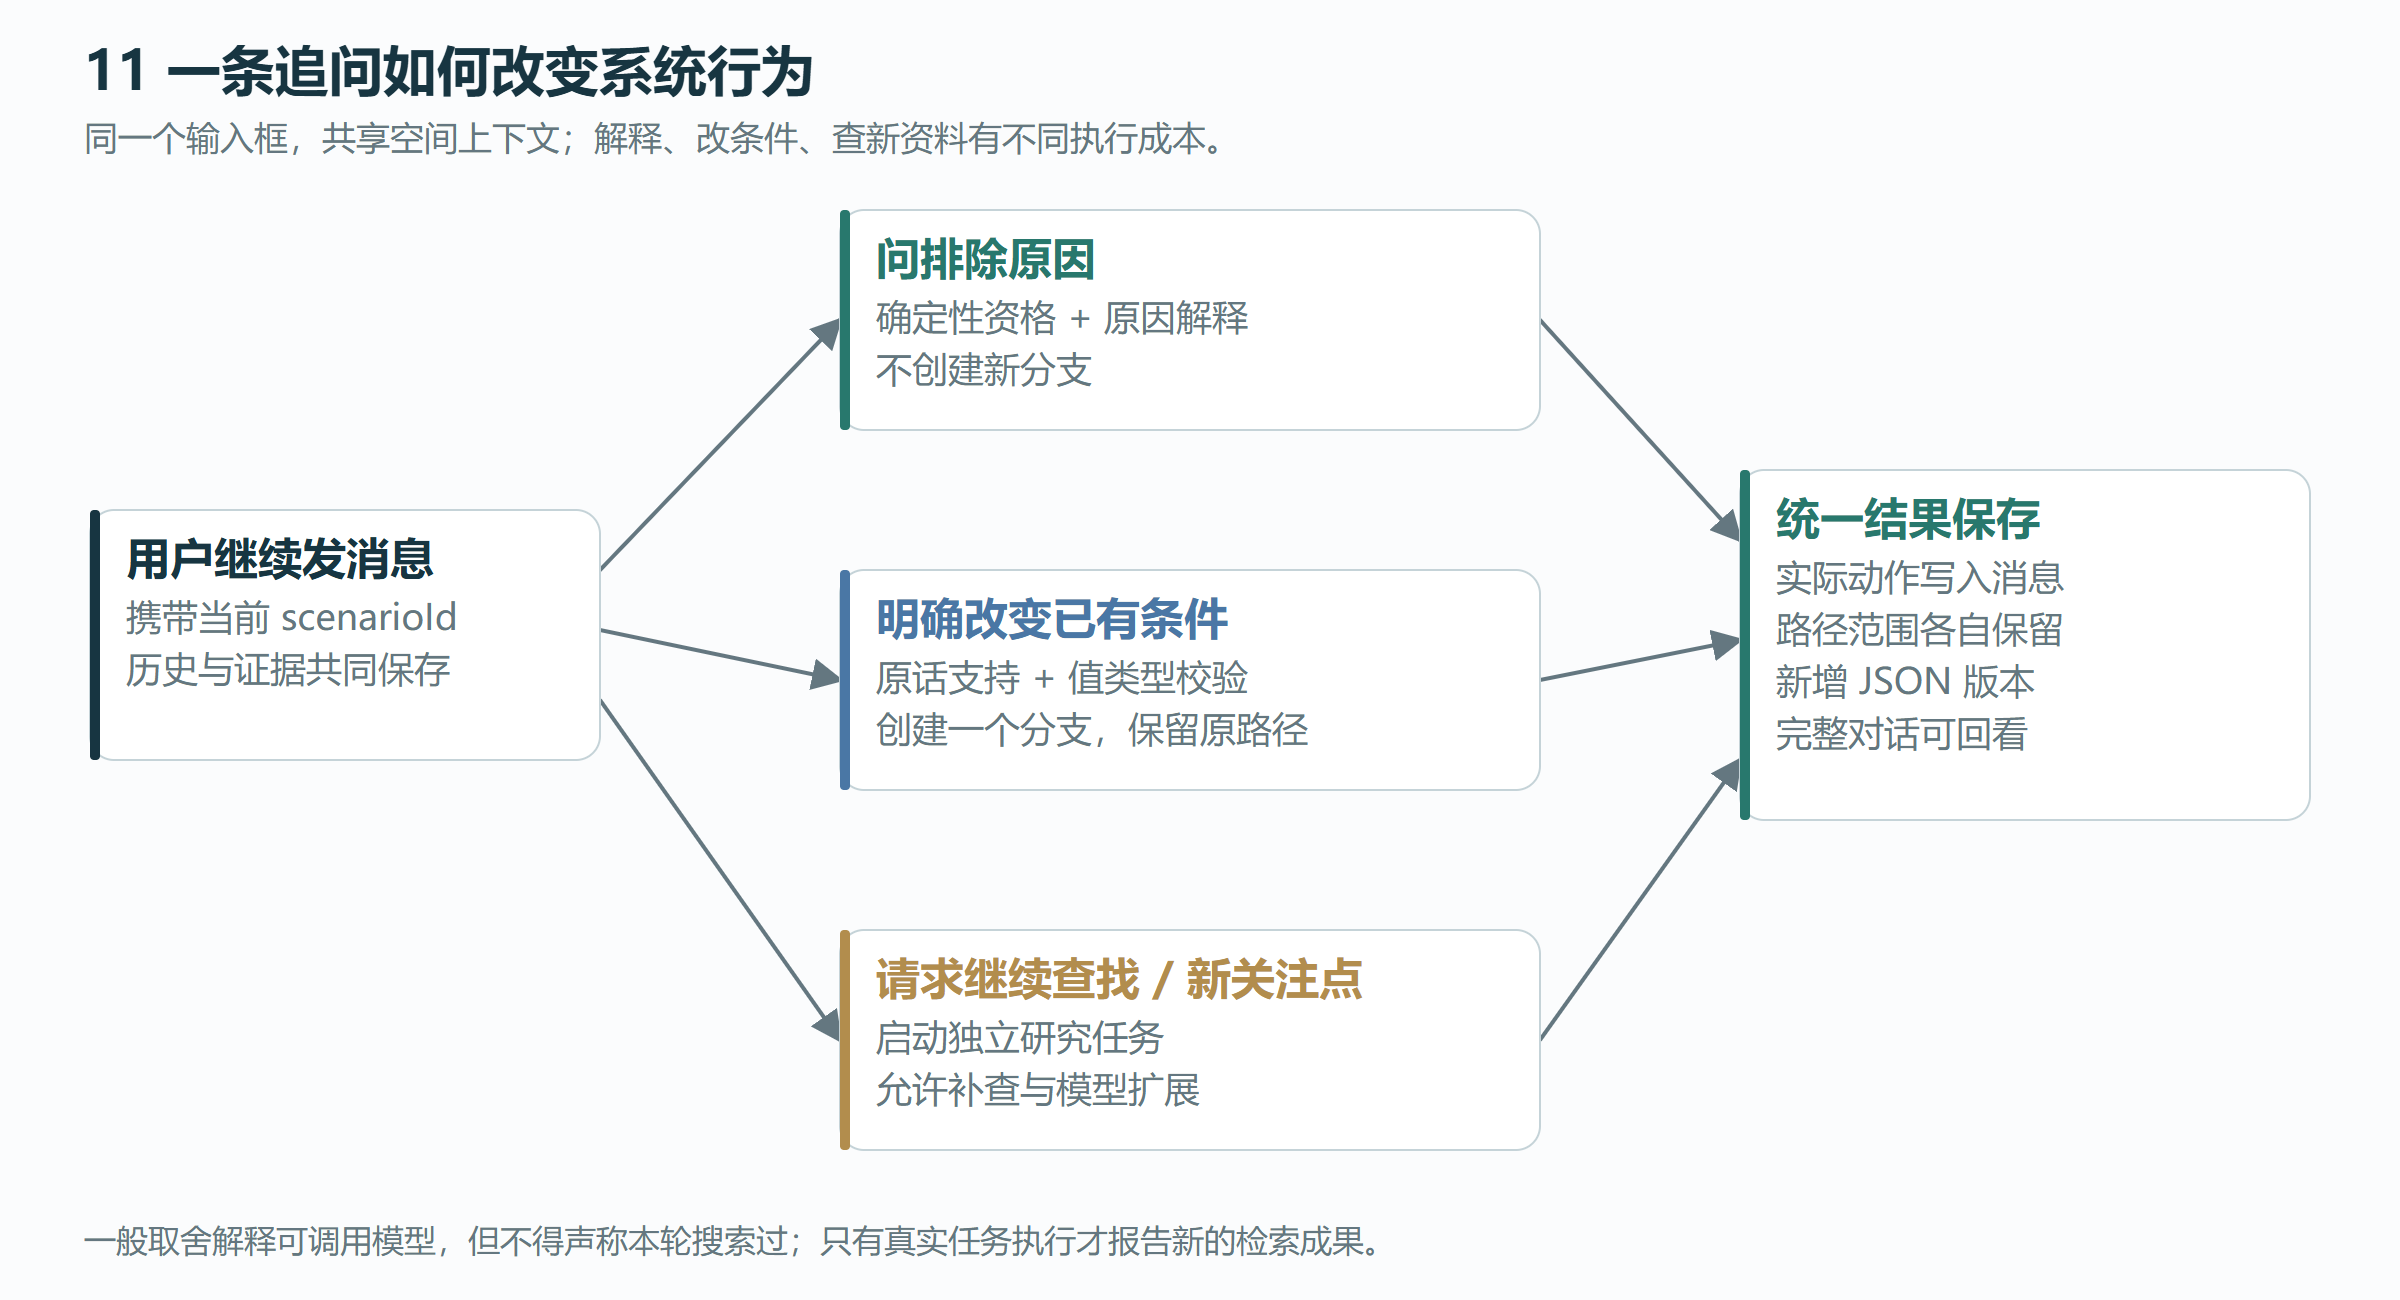 11 一条追问如何改变系统行为
同一个输入框，共享空间上下文；解释、改条件、查新资料有不同执行成本。
问排除原因
确定性资格 + 原因解释
不创建新分支
用户继续发消息
携带当前 scenarioId
历史与证据共同保存
明确改变已有条件
原话支持 + 值类型校验
创建一个分支，保留原路径
统一结果保存
实际动作写入消息
路径范围各自保留
新增 JSON 版本
完整对话可回看
请求继续查找 / 新关注点
启动独立研究任务
允许补查与模型扩展
一般取舍解释可调用模型，但不得声称本轮搜索过；只有真实任务执行才报告新的检索成果。